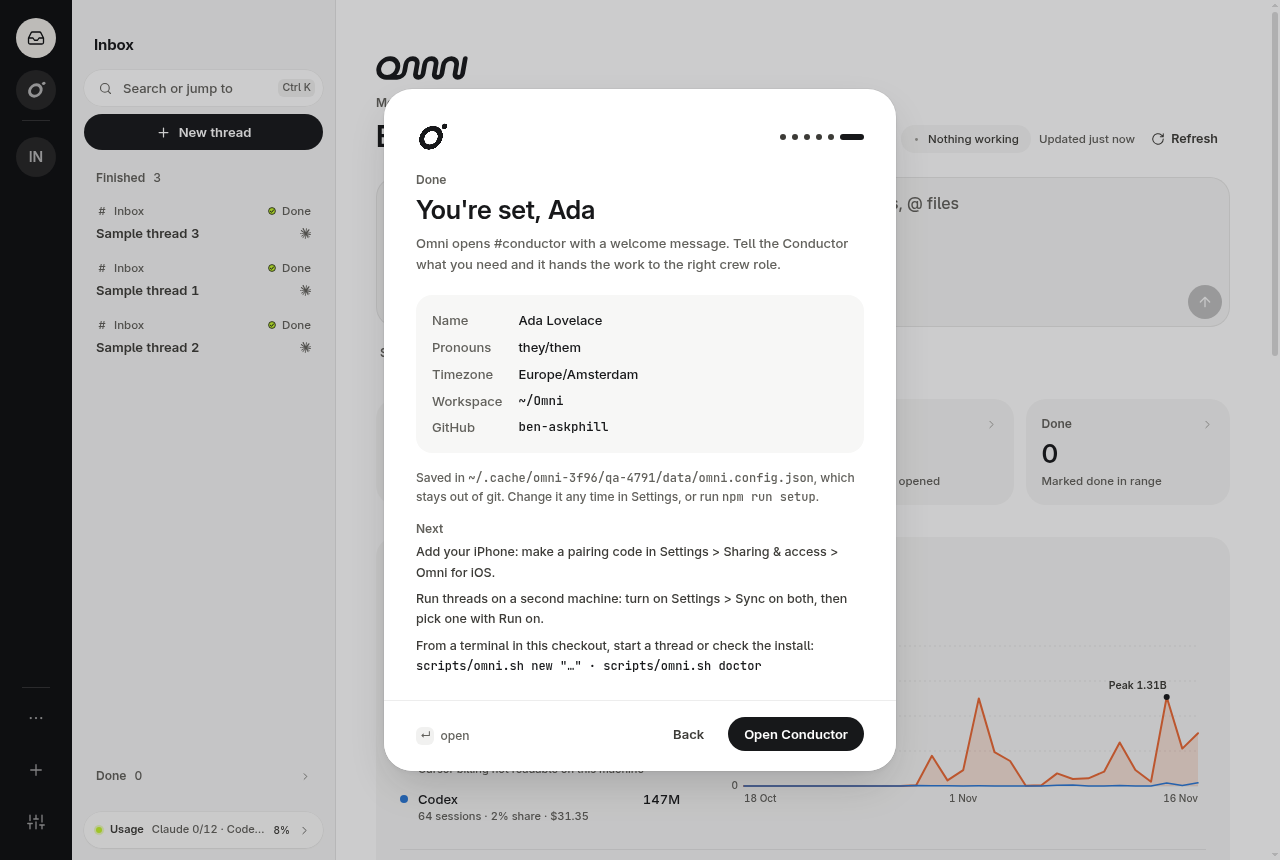 Inbox
Search or jump to
Ctrl K
New thread
IN
Finished 3
# Inbox
Done
Sample thread 3
# Inbox
Done
Sample thread 1
# Inbox
Done
Sample thread 2
Done 0
Usage Claude 0/12 · Code... 8%
omni
Nothing working
Updated just now
Refresh
, @ files
Done
0
opened
Marked done in range
Done
You're set, Ada
Omni opens #conductor with a welcome message. Tell the Conductor
what you need and it hands the work to the right crew role.
Name Ada Lovelace
Pronouns they/them
Timezone Europe/Amsterdam
Workspace ~/Omni
GitHub ben-askphill
Saved in ~/.cache/omni-3f96/qa-4791/data/omni.config.json, which
stays out of git. Change it any time in Settings, or run npm run setup.
Next
Add your iPhone: make a pairing code in Settings > Sharing & access >
Omni for iOS.
Run threads on a second machine: turn on Settings > Sync on both, then
pick one with Run on.
From a terminal in this checkout, start a thread or check the install:
scripts/omni.sh new "…" · scripts/omni.sh doctor
open
Back
Open Conductor
Peak 1.31B
0
18 Oct
1 Nov
16 Nov
Codex 147M
64 sessions · 2% share · $31.35